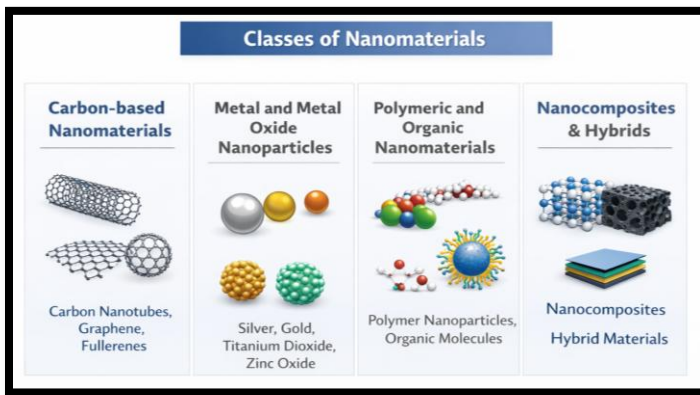 Classes of Nanomaterials
Carbon-based
Nanomaterials
Carbon Nanotubes,
Graphene,
Fullerenes
Metal and Metal
Oxide
Nanoparticles
Silver, Gold,
Titanium Dioxide,
Zinc Oxide
Polymeric and
Organic
Nanomaterials
Polymer Nanoparticles,
Organic Molecules
Nanocomposites
& Hybrids
Nanocomposites
Hybrid Materials